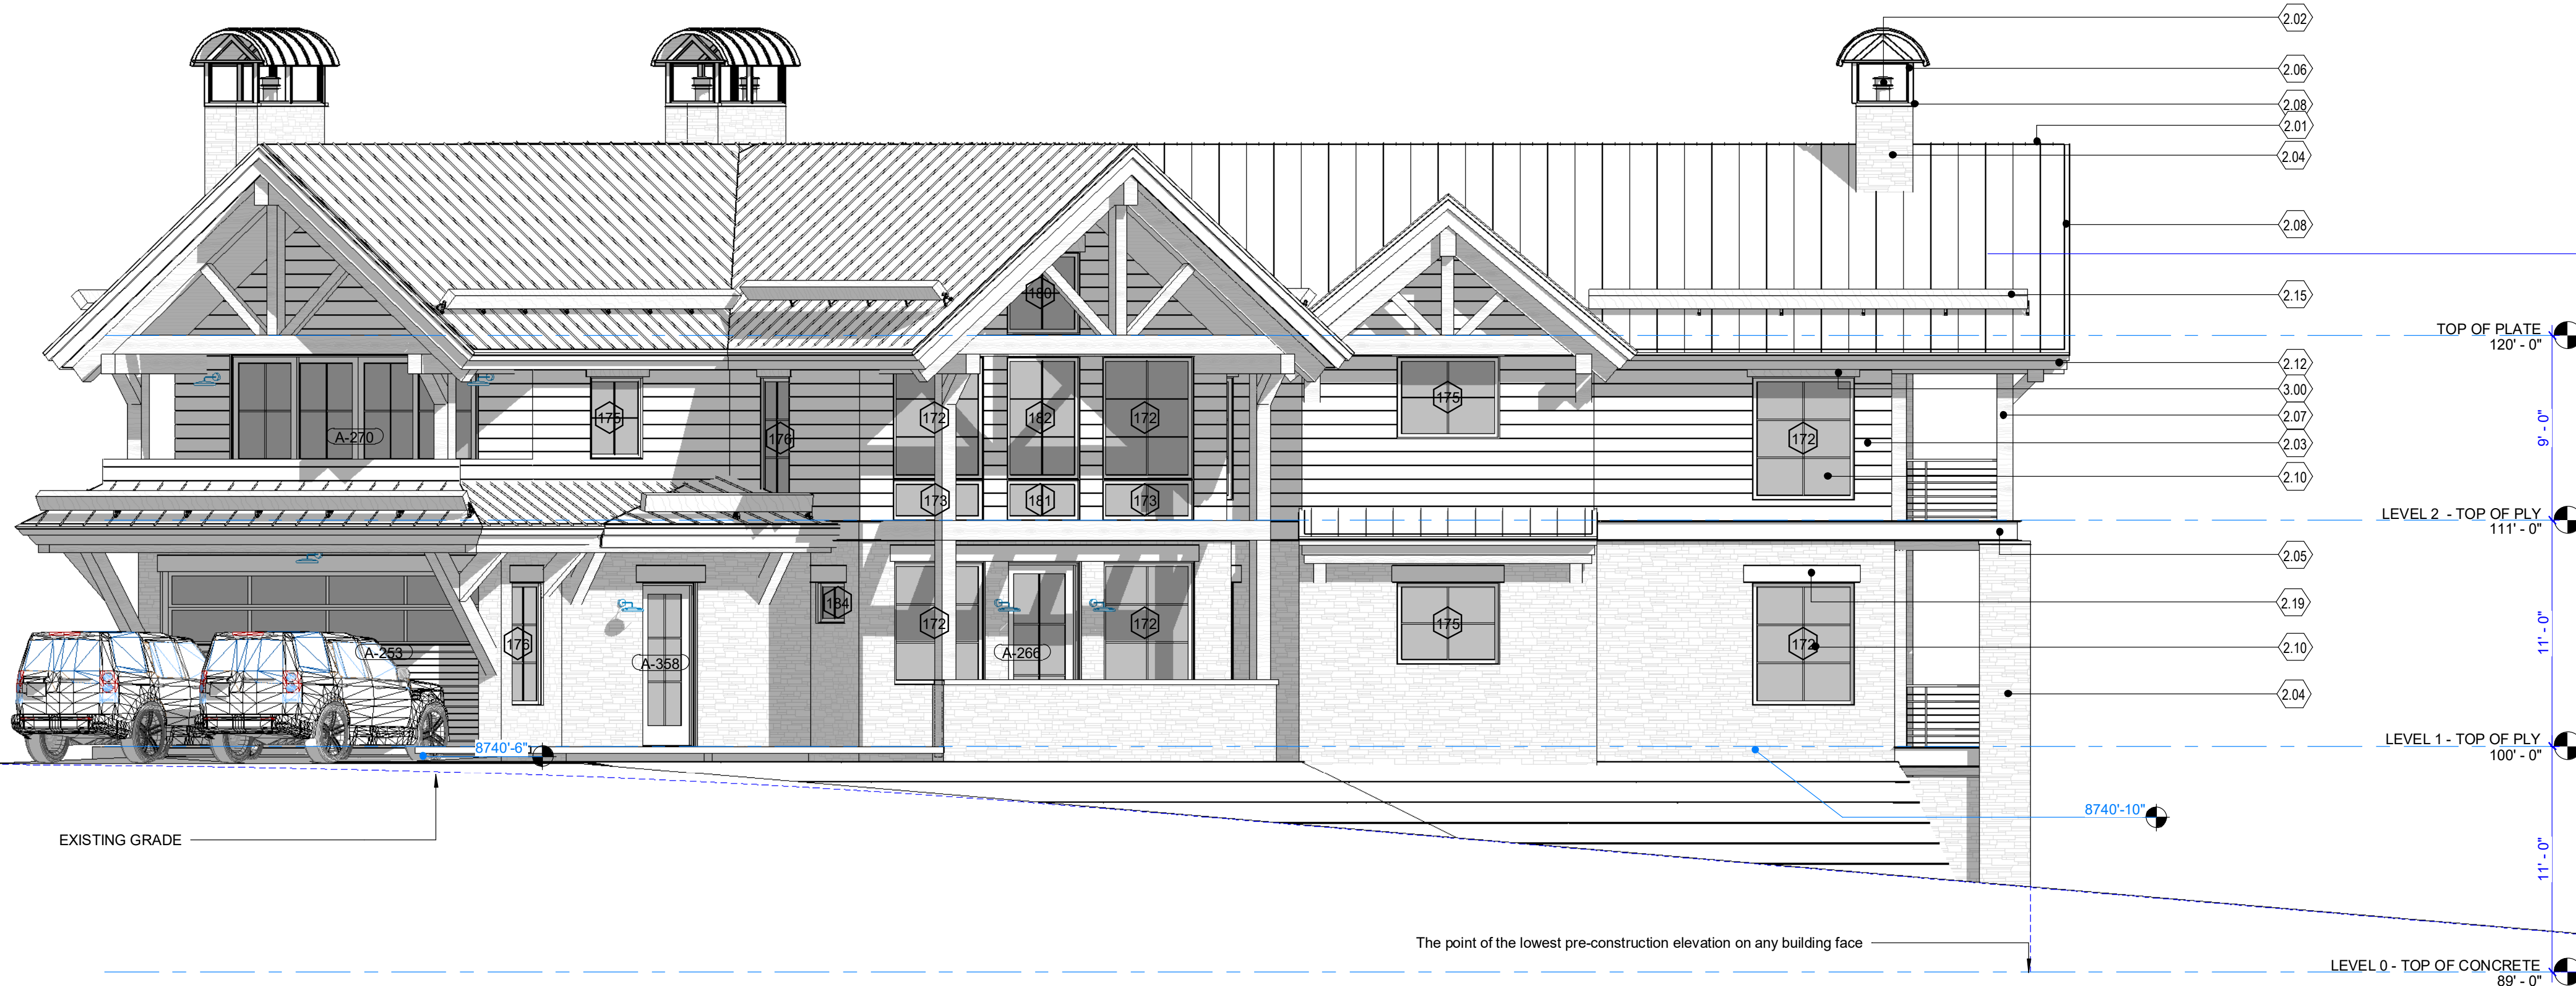 2.02
2.06
2.08
2.01
2.04
2.08
180
2.15
TOP OF PLATE
120' - 0"
2.12
3.00
175
2.07
172
182
172
175
9' - 0"
A-270
176
172
2.03
2.10
173
181
173
LEVEL 2 - TOP OF PLY
111' - 0"
2.05
184
2.19
172
172
175
11' - 0"
176
172
2.10
A-253
A-358
A-266
2.04
8740'-6"
LEVEL 1 - TOP OF PLY
100' - 0"
8740'-10"
EXISTING GRADE
11' - 0"
The point of the lowest pre-construction elevation on any building face
LEVEL 0 - TOP OF CONCRETE
89' - 0"